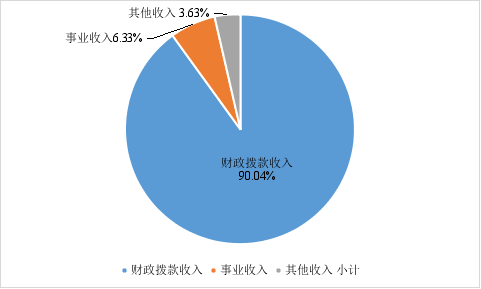 其他收入 3.63%
事业收入6.33%
财政拨款收入
90.04%
财政拨款收入 事业收入 其他收入 小计